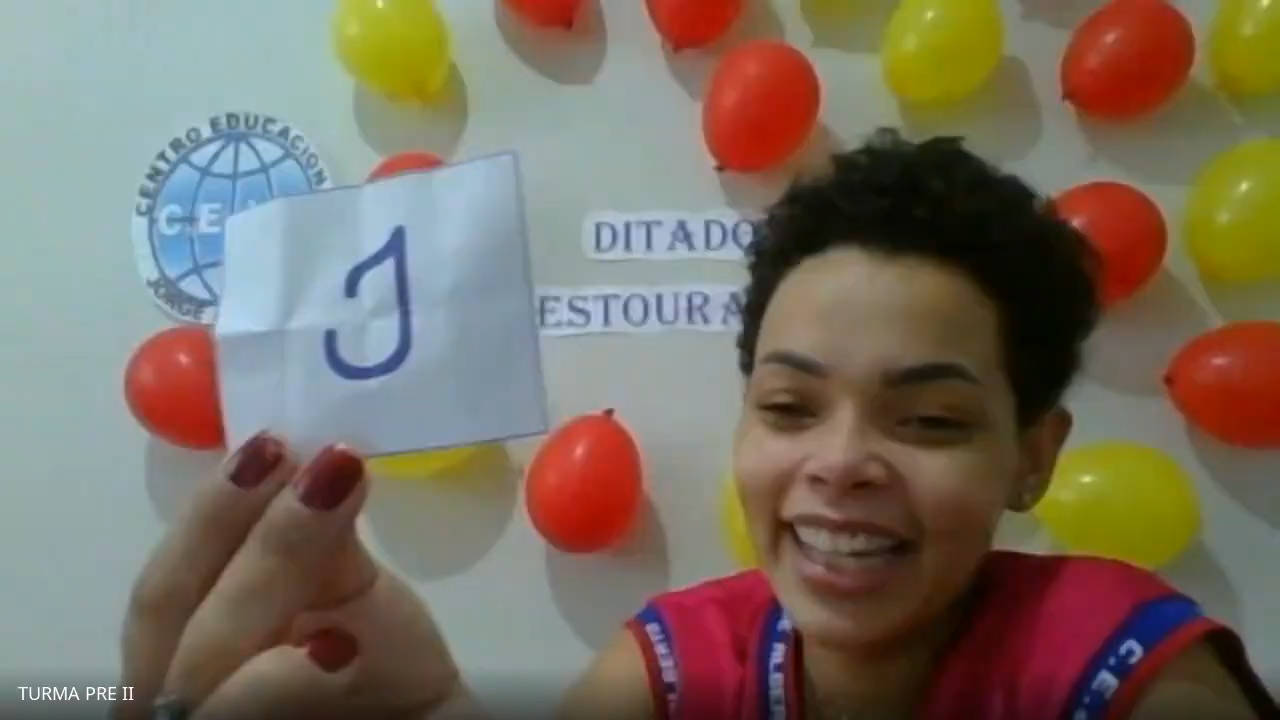 CENTRO EDUCACION
C.E.
JORGE
J
DITADO
ESTOURA
C.E.
TURMA PRE II